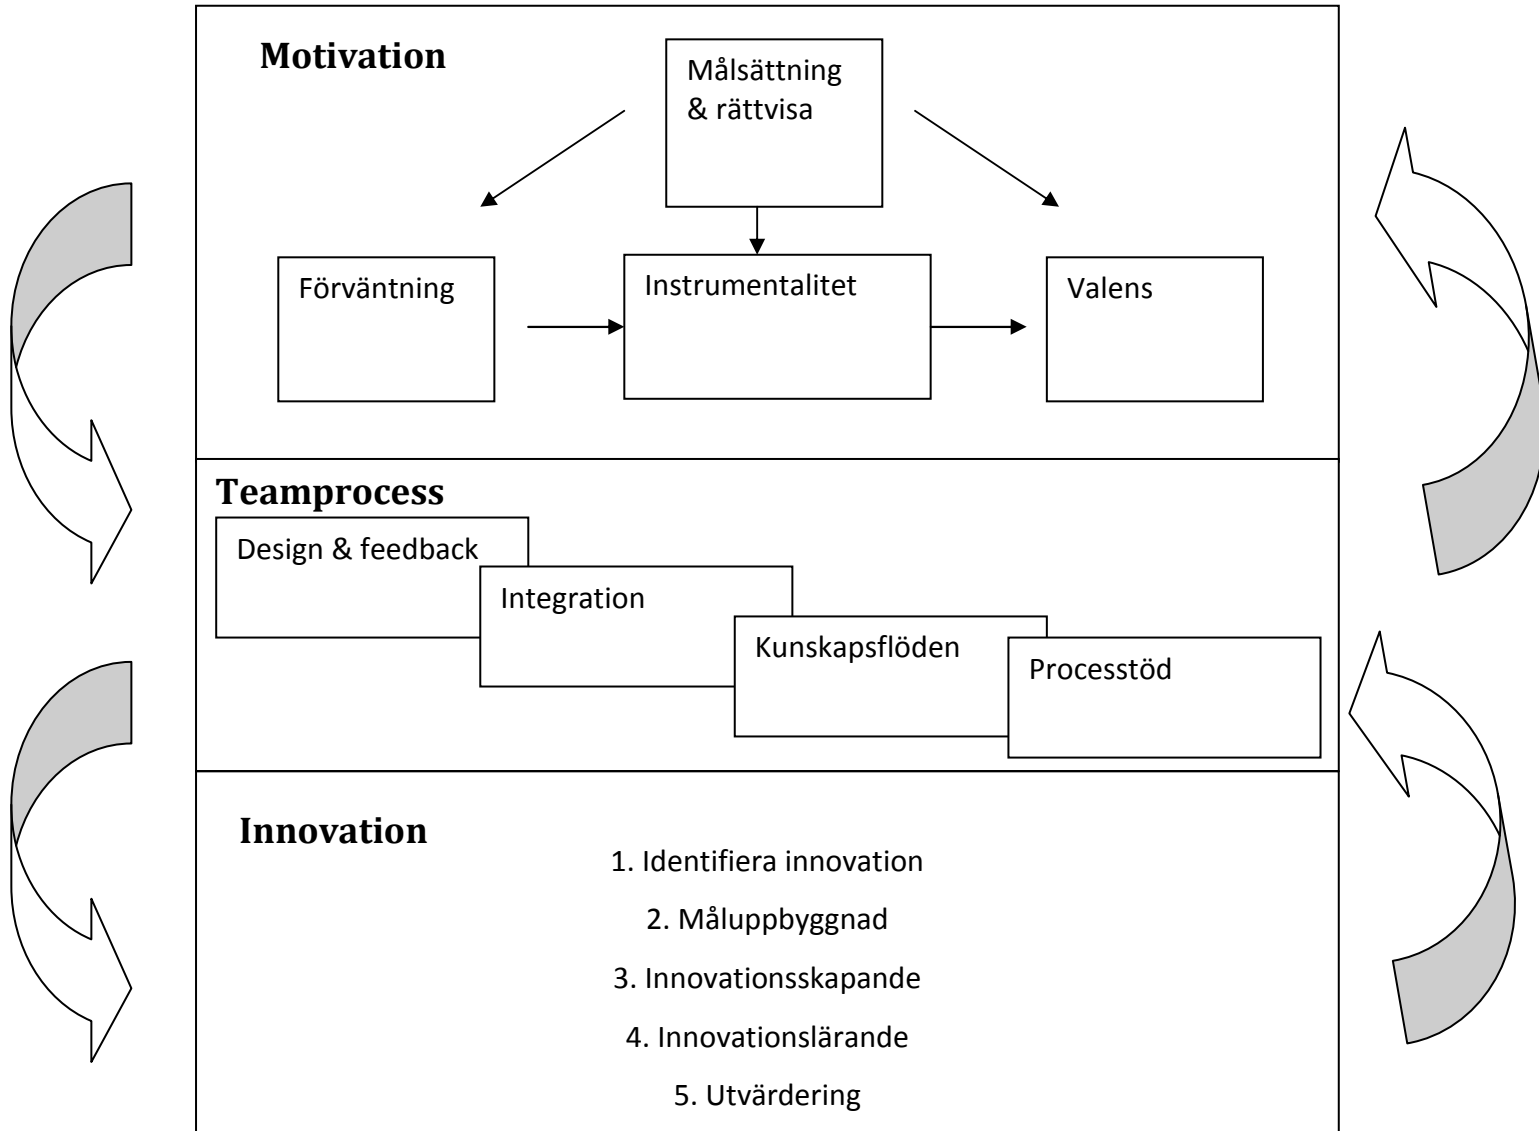 Motivation
Målsättning
& rättvisa
Förväntning
Instrumentalitet
Valens
Teamprocess
Design & feedback
Integration
Kunskapsflöden
Processtöd
Innovation
1. Identifiera innovation
2. Måluppbyggnad
3. Innovationsskapande
4. Innovationslärande
5. Utvärdering